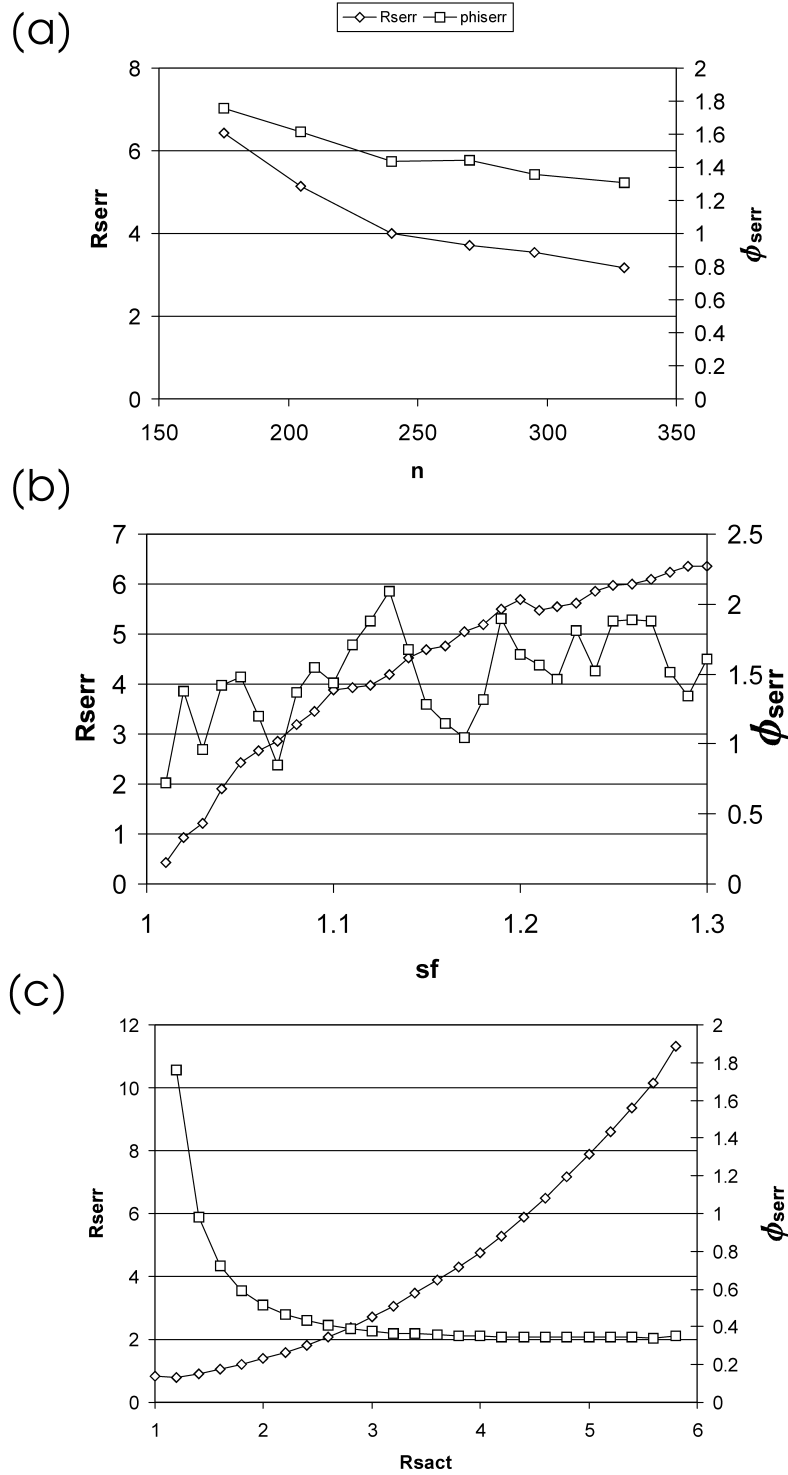 (a)
Rserr phiserr
8 2
1.8
1.6
6
1.4
1.2
Rserr
4 1
ϕserr
0.8
0.6
2
0.4
0.2
0 0
150 200 250 300 350
n
(b)
7 2.5
6
2
5
1.5
4
Rserr
ϕserr
3
1
2
0.5
1
0 0
1 1.1 1.2 1.3
sf
(c)
12 2
1.8
10
1.6
1.4
8
1.2
Rserr
6 1
ϕserr
0.8
4
0.6
0.4
2
0.2
0 0
1 2 3 4 5 6
Rsact